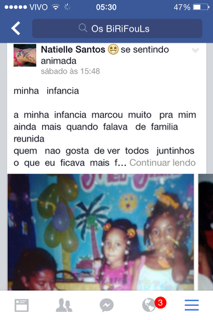 VIVO 05:30 47%
Os BiRiFouLs
Natielle Santos 😁 se sentindo
animada
sábado às 15:48
minha infancia
a minha infancia marcou muito pra mim
ainda mais quando falava de familia
reunida
quem nao gosta de ver todos juntinhos
o que eu ficava mais f... Continuar lendo
3